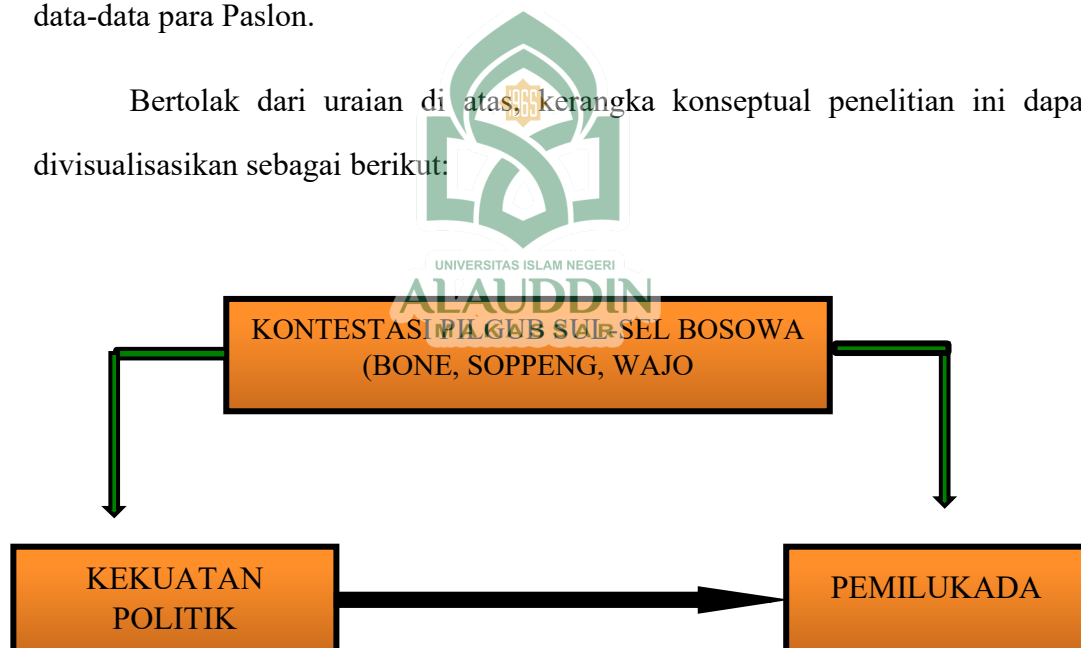 data-data para Paslon.
Bertolak dari uraian di atas, kerangka konseptual penelitian ini dapa
divisualisasikan sebagai berikut:
UNIVERSITAS ISLAM NEGERI
ALAUDDIN
MAKASSAR
KONTESTASI PILGUB SUL-SEL BOSOWA
(BONE, SOPPENG, WAJO
KEKUATAN
POLITIK
PEMILUKADA